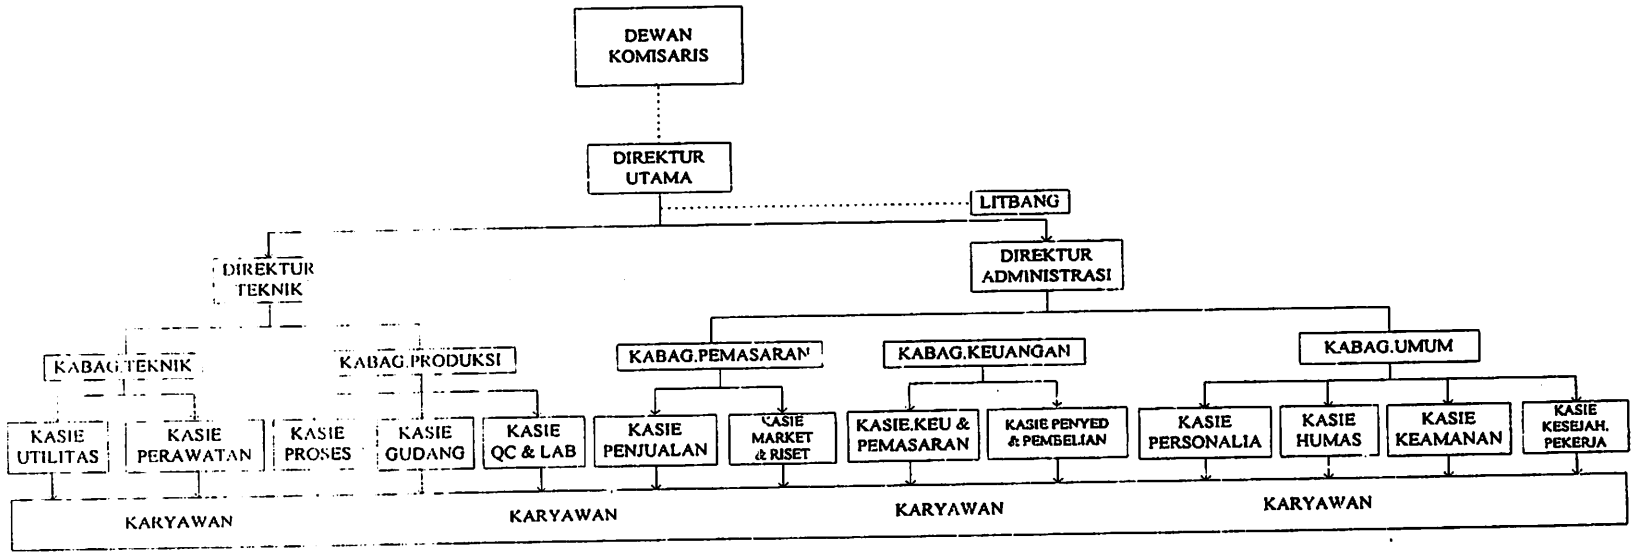 DEWAN
KOMISARIS
DIREKTUR
UTAMA
LITBANG
DIREKTUR
TEKNIK
DIREKTUR
ADMINISTRASI
KABAG.TEKNIK
KABAG.PRODUKSI
KABAG.PEMASARAN
KABAG.KEUANGAN
KABAG.UMUM
KASIE
UTILITAS
KASIE
PERAWATAN
KASIE
PROSES
KASIE
GUDANG
KASIE
QC & LAB
KASIE
PENJUALAN
KASIE
MARKET
& RISET
KASIE.KEU &
PEMASARAN
KASIE PENYED
& PEMBELIAN
KASIE
PERSONALIA
KASIE
HUMAS
KASIE
KEAMANAN
KASIE
KESEJAH.
PEKERJA
KARYAWAN
KARYAWAN
KARYAWAN
KARYAWAN